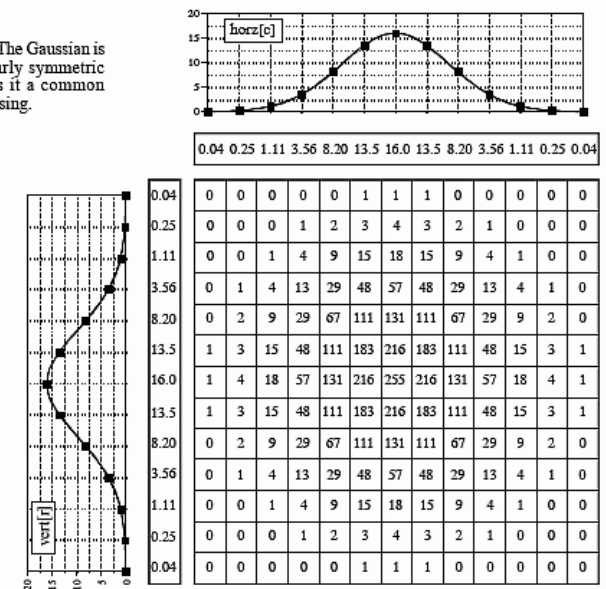 The Gaussian is
urly symmetric
s it a common
sing.
20
15
10
5
0
horz[c]
0.04 0.25 1.11 3.56 8.20 13.5 16.0 13.5 8.20 3.56 1.11 0.25 0.04
0.04 0 0 0 0 0 1 1 1 0 0 0 0 0
0.25 0 0 0 1 2 3 4 3 2 1 0 0 0
1.11 0 0 1 4 9 15 18 15 9 4 1 0 0
3.56 0 1 4 13 29 48 57 48 29 13 4 1 0
8.20 0 2 9 29 67 111 131 111 67 29 9 2 0
13.5 1 3 15 48 111 183 216 183 111 48 15 3 1
16.0 1 4 18 57 131 216 255 216 131 57 18 4 1
13.5 1 3 15 48 111 183 216 183 111 48 15 3 1
8.20 0 2 9 29 67 111 131 111 67 29 9 2 0
3.56 0 1 4 13 29 48 57 48 29 13 4 1 0
1.11 0 0 1 4 9 15 18 15 9 4 1 0 0
0.25 0 0 0 1 2 3 4 3 2 1 0 0 0
0.04 0 0 0 0 0 1 1 1 0 0 0 0 0
vert[r]
20 15 10 5 0